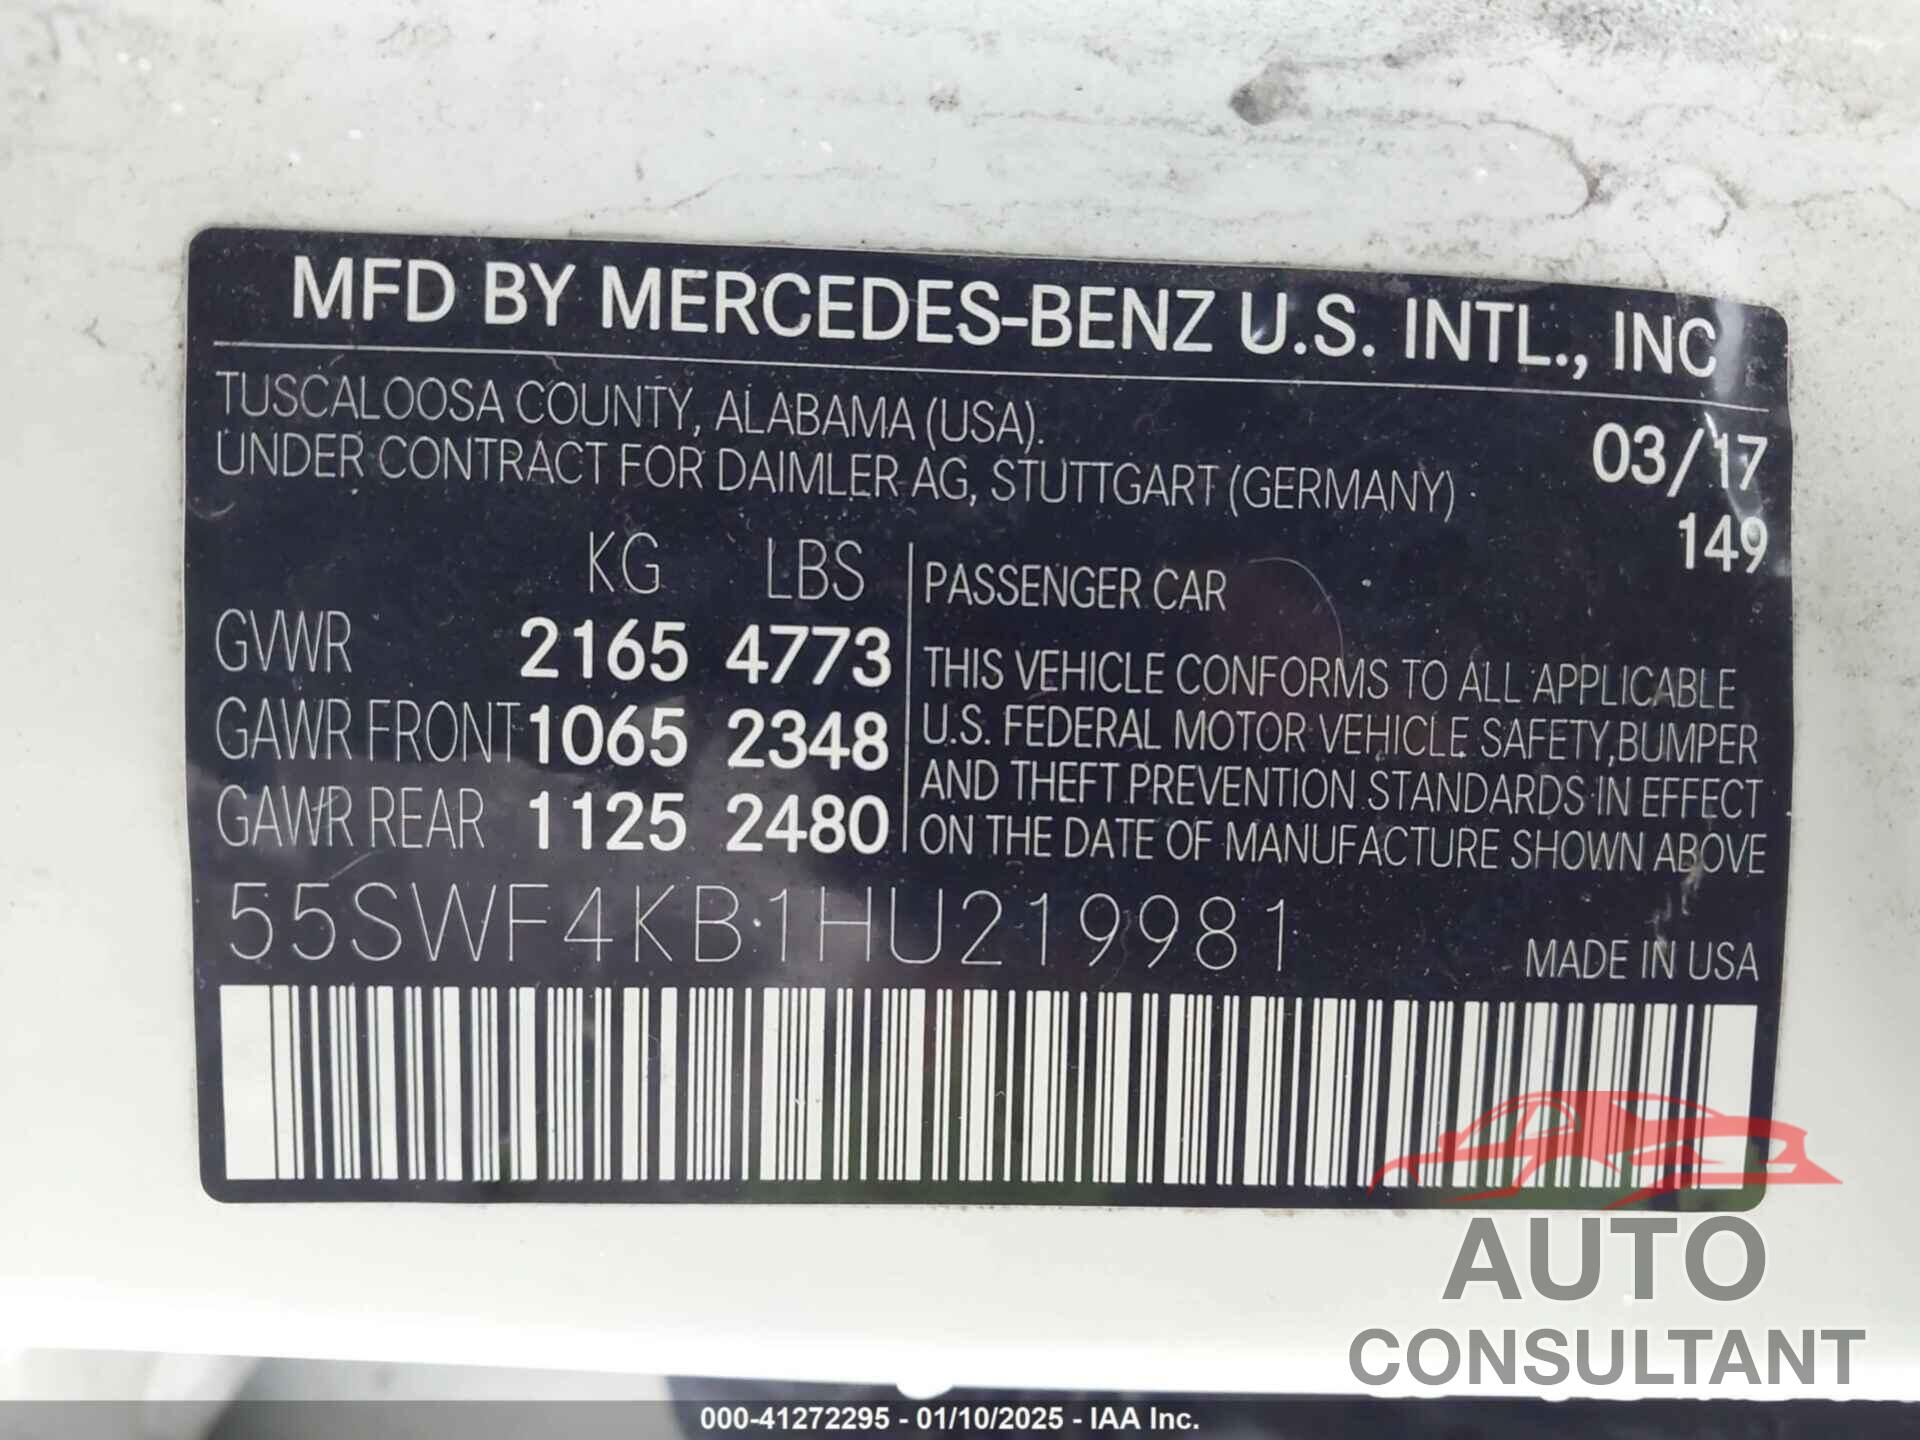 MFD BY MERCEDES-BENZ U.S. INTL., INC
TUSCALOOSA COUNTY, ALABAMA (USA).
UNDER CONTRACT FOR DAIMLER AG, STUTTGART (GERMANY)
03/17
149
KG LBS
GVWR 2165 4773
GAWR FRONT 1065 2348
GAWR REAR 1125 2480
PASSENGER CAR
THIS VEHICLE CONFORMS TO ALL APPLICABLE
U.S. FEDERAL MOTOR VEHICLE SAFETY, BUMPER
AND THEFT PREVENTION STANDARDS IN EFFECT
ON THE DATE OF MANUFACTURE SHOWN ABOVE
55SWF4KB1HU219981
MADE IN USA
AUTO
CONSULTANT
000-41272295 - 01/10/2025 - IAA Inc.